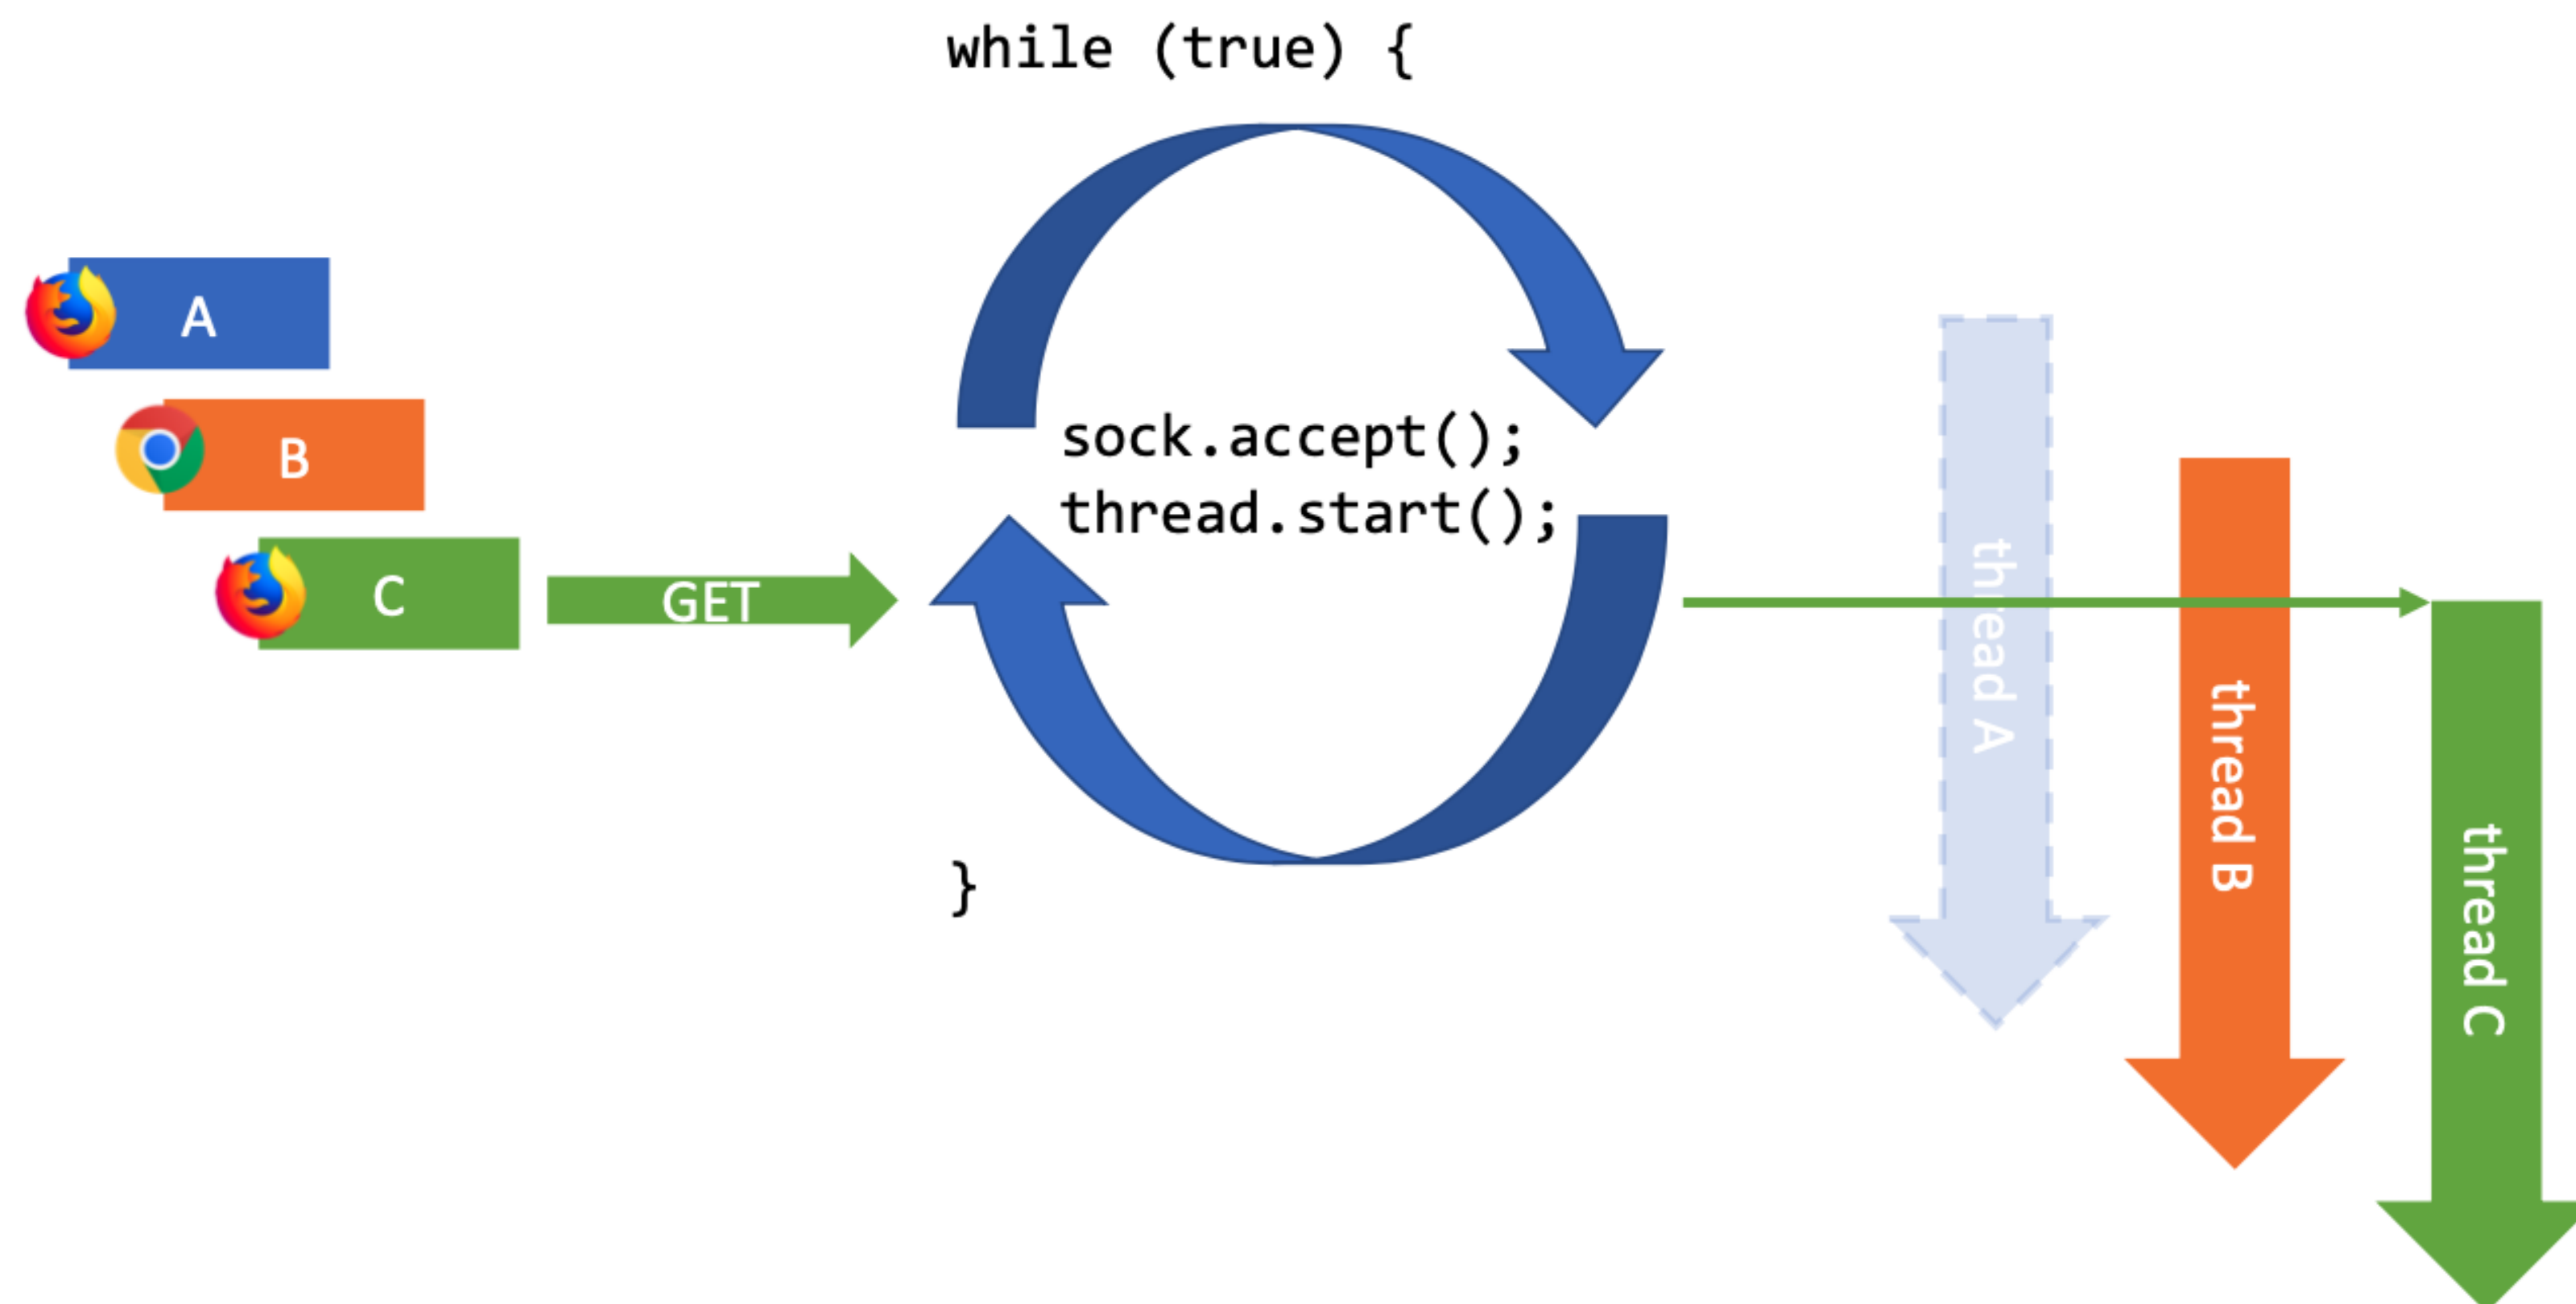 while (true) {
A
B
sock.accept();
thread.start();
C
GET
thread A
thread B
thread C
}